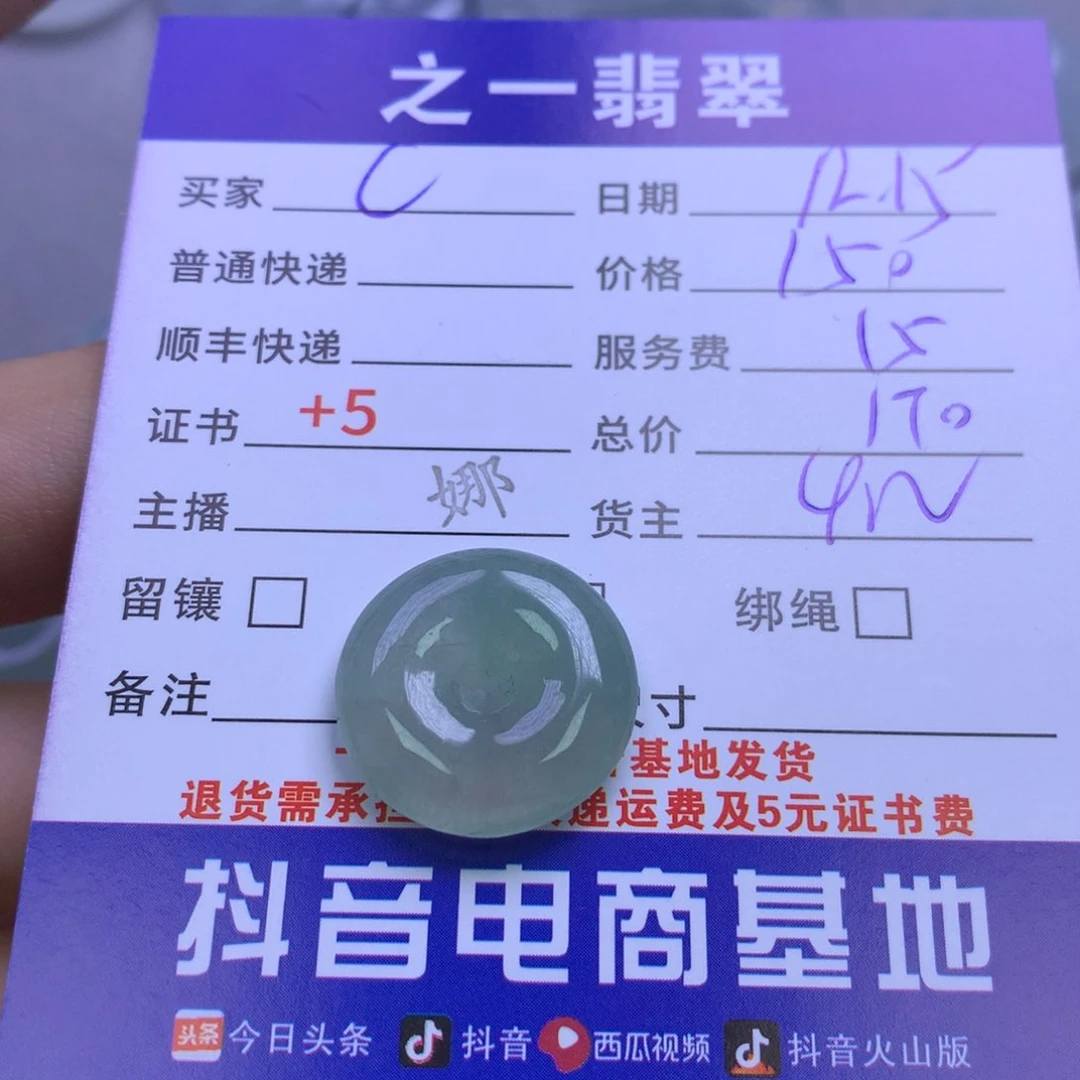 之一翡翠
买家 C 日期 12.15
普通快递 价格 150
顺丰快递 服务费 15
证书 +5 总价 170
主播 娜 货主
留镶 绑绳
备注 寸
基地发货
退货需承 递运费及5元证书费
抖音电商基地
头条 今日头条 抖音 西瓜视频 抖音火山版